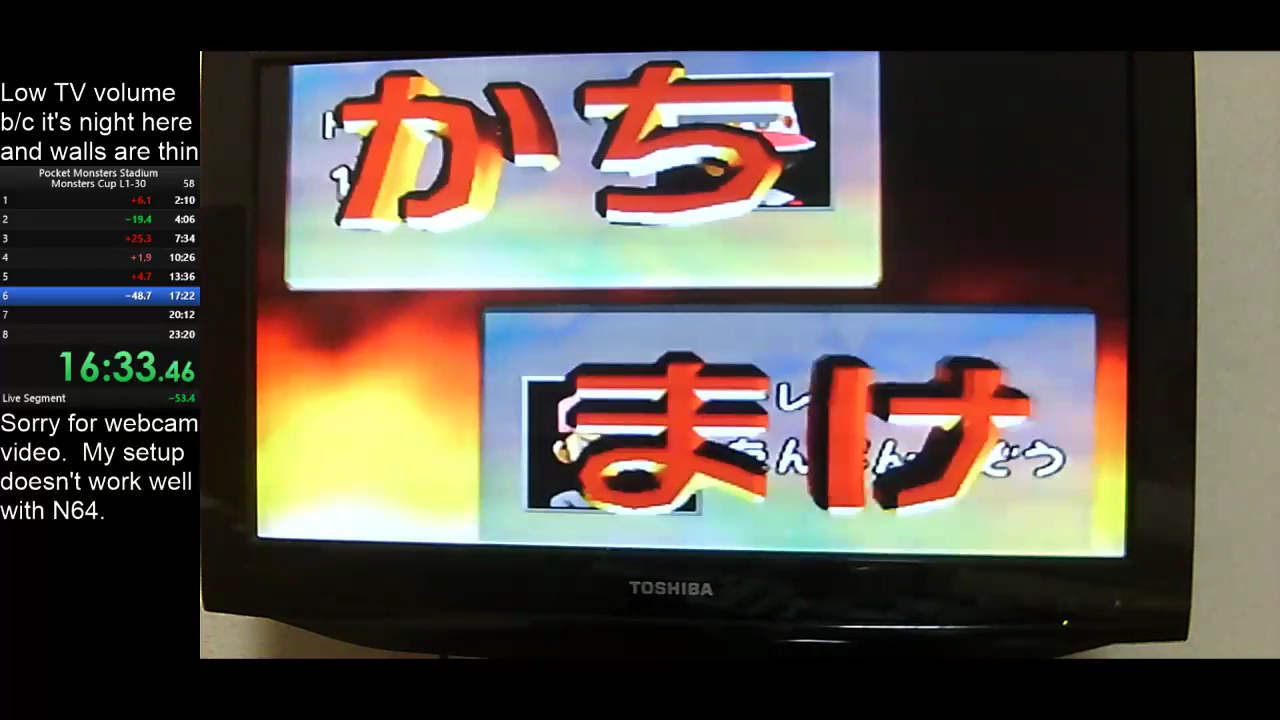 Low TV volume
b/c it's night here
and walls are thin
Pocket Monsters Stadium
Monsters Cup L1-30 58
1 +6.1 2:10
2 −19.4 4:06
3 +25.3 7:34
4 +1.9 10:26
5 +4.7 13:36
6 −48.7 17:22
7 20:12
8 23:20
16:33.46
Live Segment −53.4
Sorry for webcam
video. My setup
doesn't work well
with N64.
かち
まけ
TOSHIBA